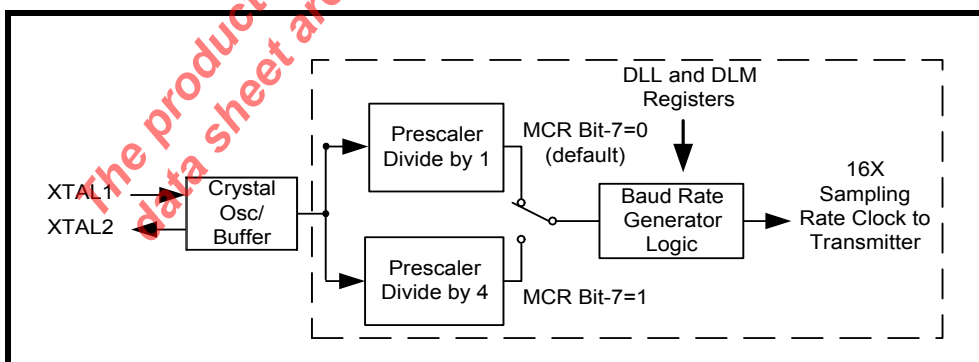 The product
data sheet are
DLL and DLM
Registers
Prescaler
Divide by 1
MCR Bit-7=0
(default)
XTAL1
XTAL2
Crystal
Osc/
Buffer
Baud Rate
Generator
Logic
16X
Sampling
Rate Clock to
Transmitter
Prescaler
Divide by 4
MCR Bit-7=1